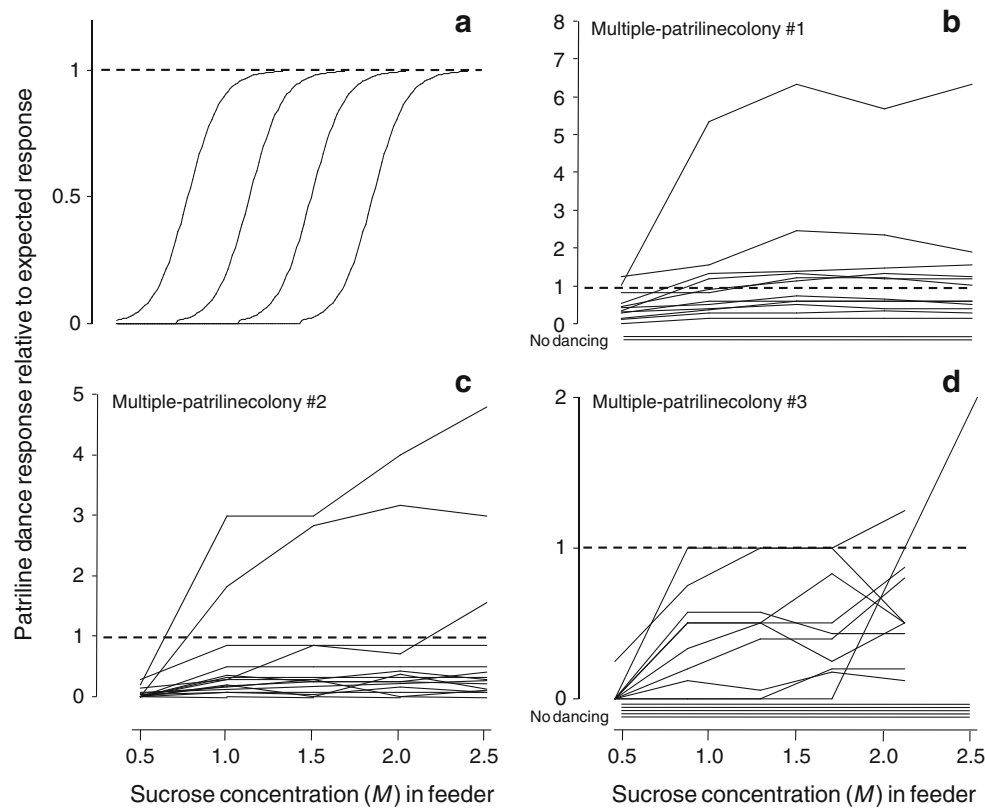 Patriline dance response relative to expected response
a
1
0.5
0
b
Multiple-patrilinecolony #1
8
7
6
5
4
3
2
1
0
No dancing
c
Multiple-patrilinecolony #2
5
4
3
2
1
0
0.5 1.0 1.5 2.0 2.5
Sucrose concentration (M) in feeder
d
Multiple-patrilinecolony #3
2
1
0
No dancing
0.5 1.0 1.5 2.0 2.5
Sucrose concentration (M) in feeder